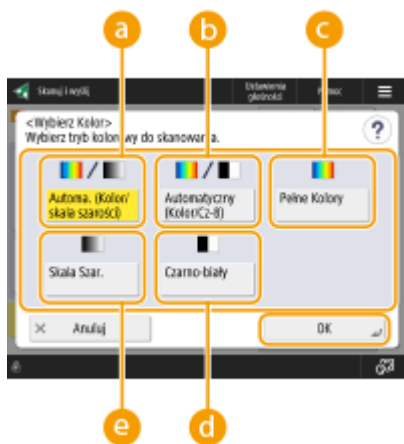 a b c
Skanuj i wyślij Ustawienia głośności Pomoc
<Wybierz Kolor>
Wybierz tryb kolorowy do skanowania.
?
Automa. (Kolor/
skala szarości)
Automatyczny
(Kolor/Cz-B)
Pełne Kolory
Skala Szar.
Czarno-biały
× Anuluj
OK
e d